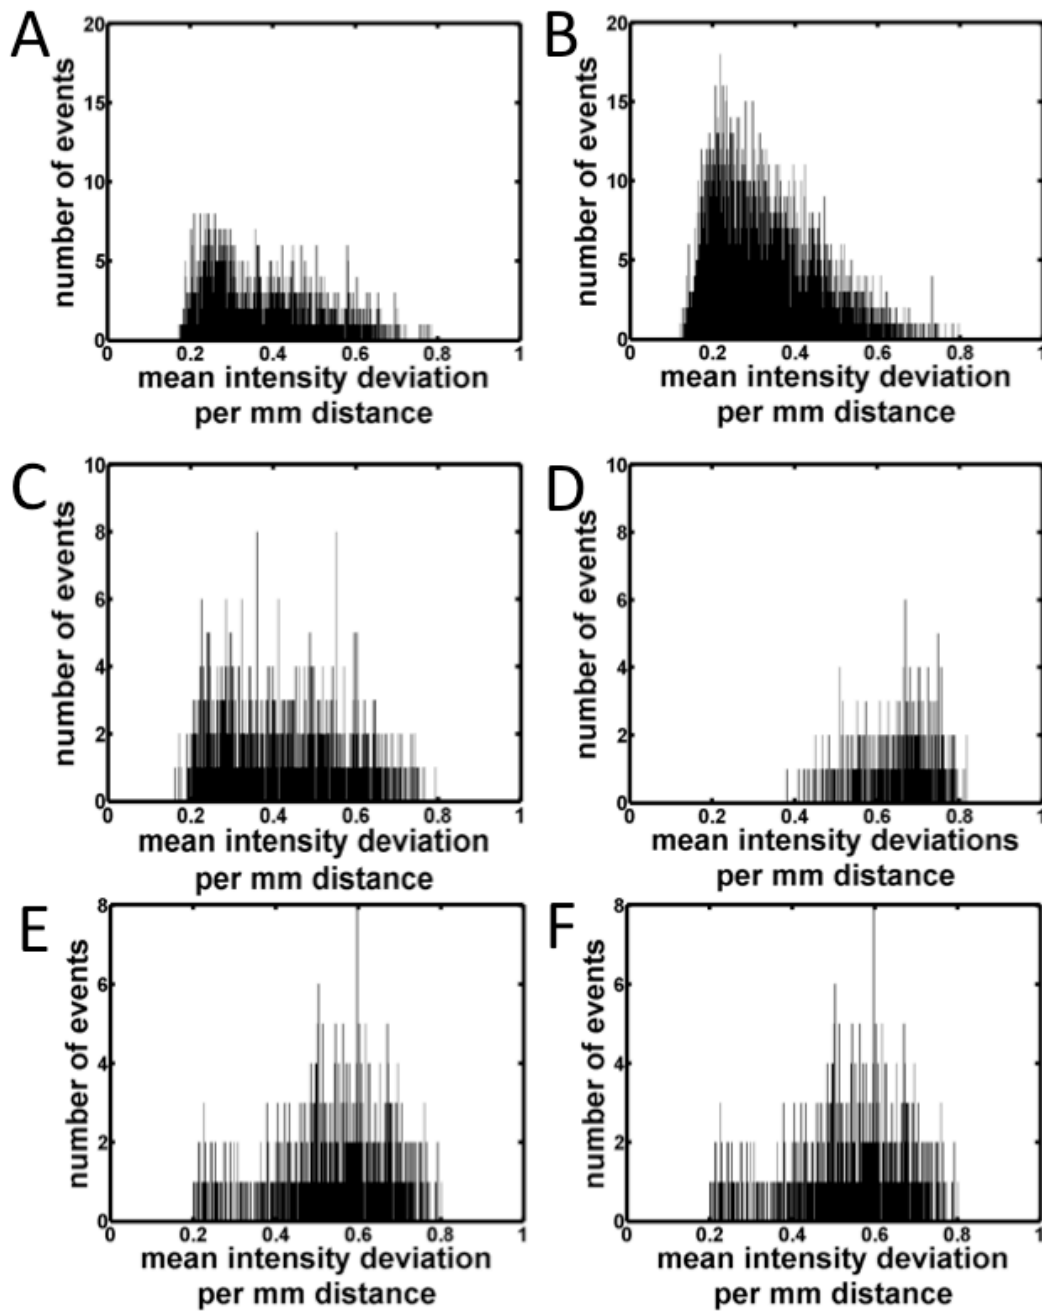 A
20
15
10
5
0
number of events
0 0.2 0.4 0.6 0.8 1
mean intensity deviation
per mm distance
B
20
15
10
5
0
number of events
0 0.2 0.4 0.6 0.8 1
mean intensity deviation
per mm distance
C
10
8
6
4
2
0
number of events
0 0.2 0.4 0.6 0.8 1
mean intensity deviation
per mm distance
D
10
8
6
4
2
0
number of events
0 0.2 0.4 0.6 0.8 1
mean intensity deviations
per mm distance
E
8
6
4
2
0
number of events
0 0.2 0.4 0.6 0.8 1
mean intensity deviation
per mm distance
F
8
6
4
2
0
number of events
0 0.2 0.4 0.6 0.8 1
mean intensity deviation
per mm distance